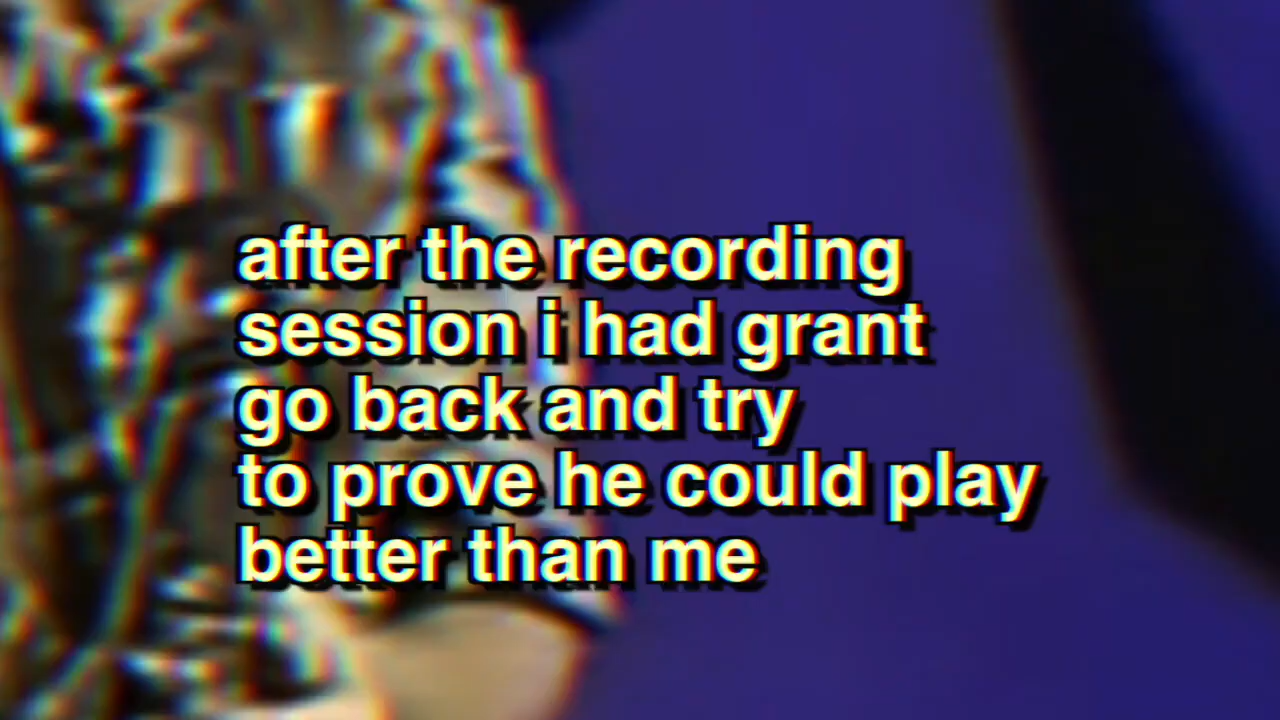 after the recording
session i had grant
go back and try
to prove he could play
better than me